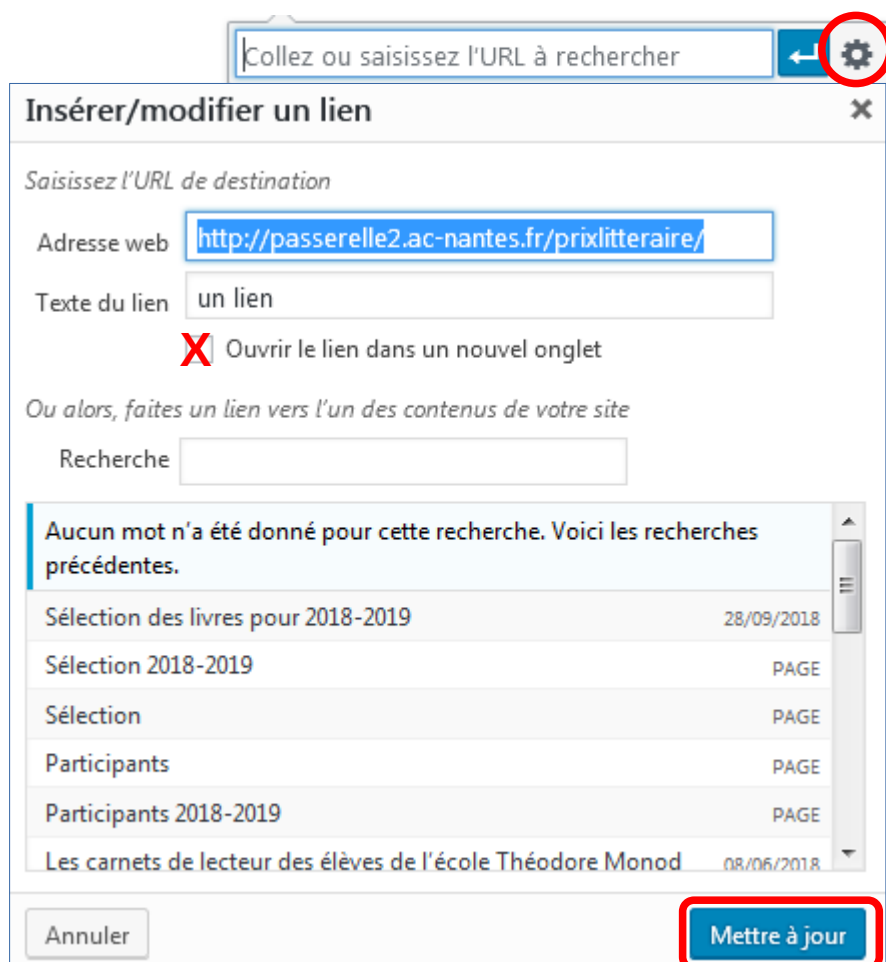 Collez ou saisissez l'URL à rechercher
Insérer/modifier un lien
Saisissez l'URL de destination
Adresse web http://passerelle2.ac-nantes.fr/prixlitteraire/
Texte du lien un lien
X Ouvrir le lien dans un nouvel onglet
Ou alors, faites un lien vers l'un des contenus de votre site
Recherche
Aucun mot n'a été donné pour cette recherche. Voici les recherches
précédentes.
Sélection des livres pour 2018-2019 28/09/2018
Sélection 2018-2019 PAGE
Sélection PAGE
Participants PAGE
Participants 2018-2019 PAGE
Les carnets de lecteur des élèves de l'école Théodore Monod 08/06/2018
Annuler Mettre à jour